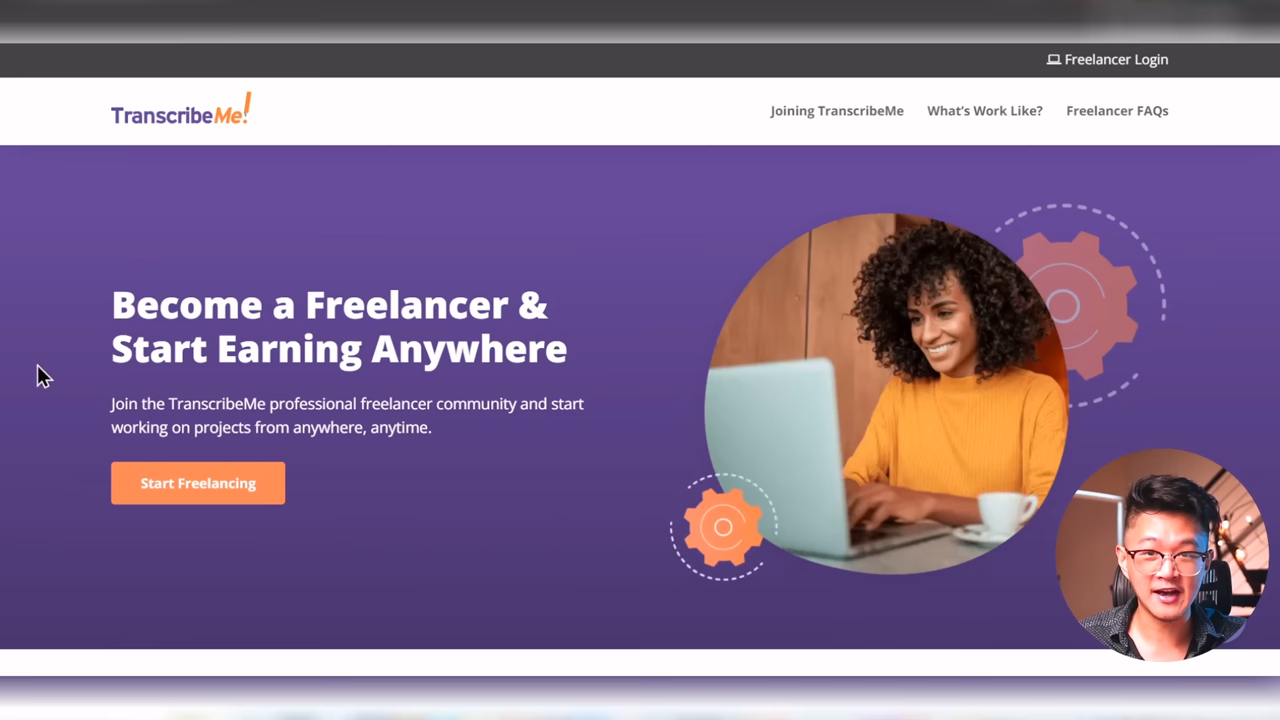 Freelancer Login
TranscribeMe!
Joining TranscribeMe
What's Work Like?
Freelancer FAQs
Become a Freelancer &
Start Earning Anywhere
Join the TranscribeMe professional freelancer community and start
working on projects from anywhere, anytime.
Start Freelancing